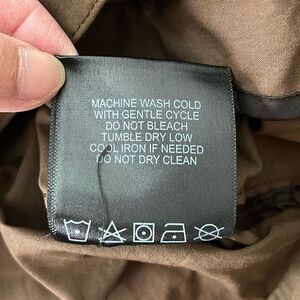 MACHINE WASH COLD
WITH GENTLE CYCLE
DO NOT BLEACH
TUMBLE DRY LOW
COOL IRON IF NEEDED
DO NOT DRY CLEAN